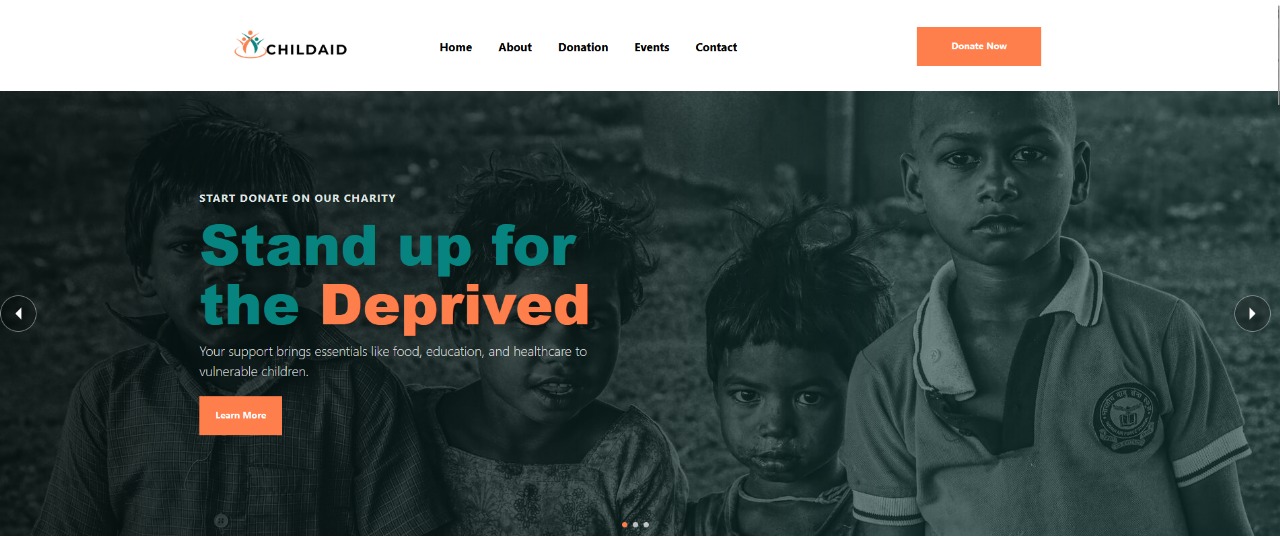 CHILDAID
Home About Donation Events Contact
Donate Now
START DONATE ON OUR CHARITY
Stand up for
the Deprived
Your support brings essentials like food, education, and healthcare to
vulnerable children.
Learn More